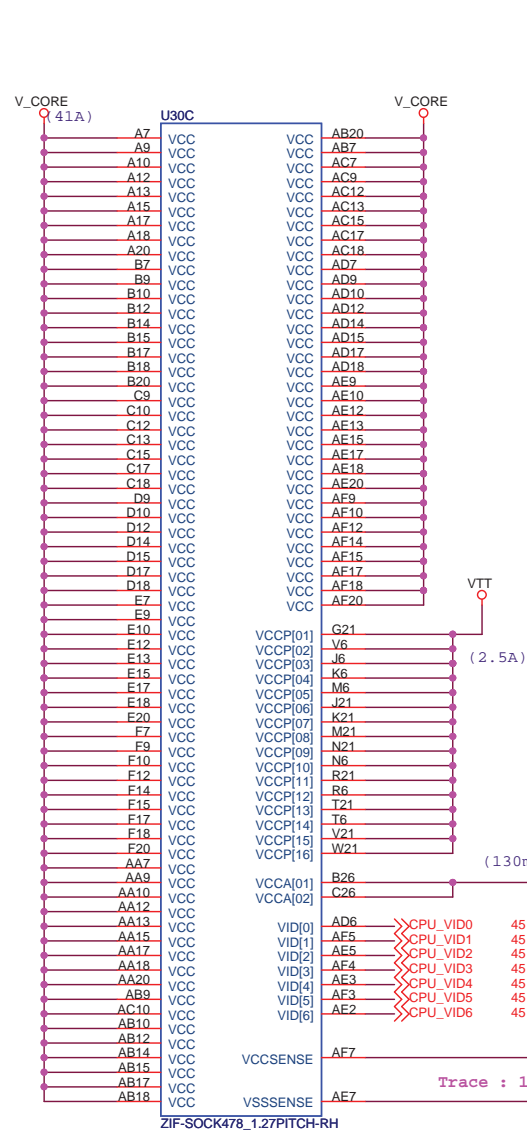 V_CORE V_CORE
(41A) U30C
A7 VCC VCC AB20
A9 VCC VCC AB7
A10 VCC VCC AC7
A12 VCC VCC AC9
A13 VCC VCC AC12
A15 VCC VCC AC13
A17 VCC VCC AC15
A18 VCC VCC AC17
A20 VCC VCC AC18
B7 VCC VCC AD7
B9 VCC VCC AD9
B10 VCC VCC AD10
B12 VCC VCC AD12
B14 VCC VCC AD14
B15 VCC VCC AD15
B17 VCC VCC AD17
B18 VCC VCC AD18
B20 VCC VCC AE9
C9 VCC VCC AE10
C10 VCC VCC AE12
C12 VCC VCC AE13
C13 VCC VCC AE15
C15 VCC VCC AE17
C17 VCC VCC AE18
C18 VCC VCC AE20
D9 VCC VCC AF9
D10 VCC VCC AF10
D12 VCC VCC AF12
D14 VCC VCC AF14
D15 VCC VCC AF15
D17 VCC VCC AF17
D18 VCC VCC AF18
E7 VCC VCC AF20
VTT
E9 VCC
E10 VCC VCCP[01] G21
E12 VCC VCCP[02] V6
E13 VCC VCCP[03] J6 (2.5A)
E15 VCC VCCP[04] K6
E17 VCC VCCP[05] M6
E18 VCC VCCP[06] J21
E20 VCC VCCP[07] K21
F7 VCC VCCP[08] M21
F9 VCC VCCP[09] N21
F10 VCC VCCP[10] N6
F12 VCC VCCP[11] R21
F14 VCC VCCP[12] R6
F15 VCC VCCP[13] T21
F17 VCC VCCP[14] T6
F18 VCC VCCP[15] V21
F20 VCC VCCP[16] W21
AA7 VCC (130m
AA9 VCC VCCA[01] B26
AA10 VCC VCCA[02] C26
AA12 VCC
AA13 VCC VID[0] AD6 CPU_VID0 45
AA15 VCC VID[1] AF5 CPU_VID1 45
AA17 VCC VID[2] AE5 CPU_VID2 45
AA18 VCC VID[3] AF4 CPU_VID3 45
AA20 VCC VID[4] AE3 CPU_VID4 45
AB9 VCC VID[5] AF3 CPU_VID5 45
AC10 VCC VID[6] AE2 CPU_VID6 45
AB10 VCC
AB12 VCC
AB14 VCC VCCSENSE AF7
AB15 VCC
AB17 VCC Trace : 1
AB18 VCC VSSSENSE AE7
ZIF-SOCK478_1.27PITCH-RH